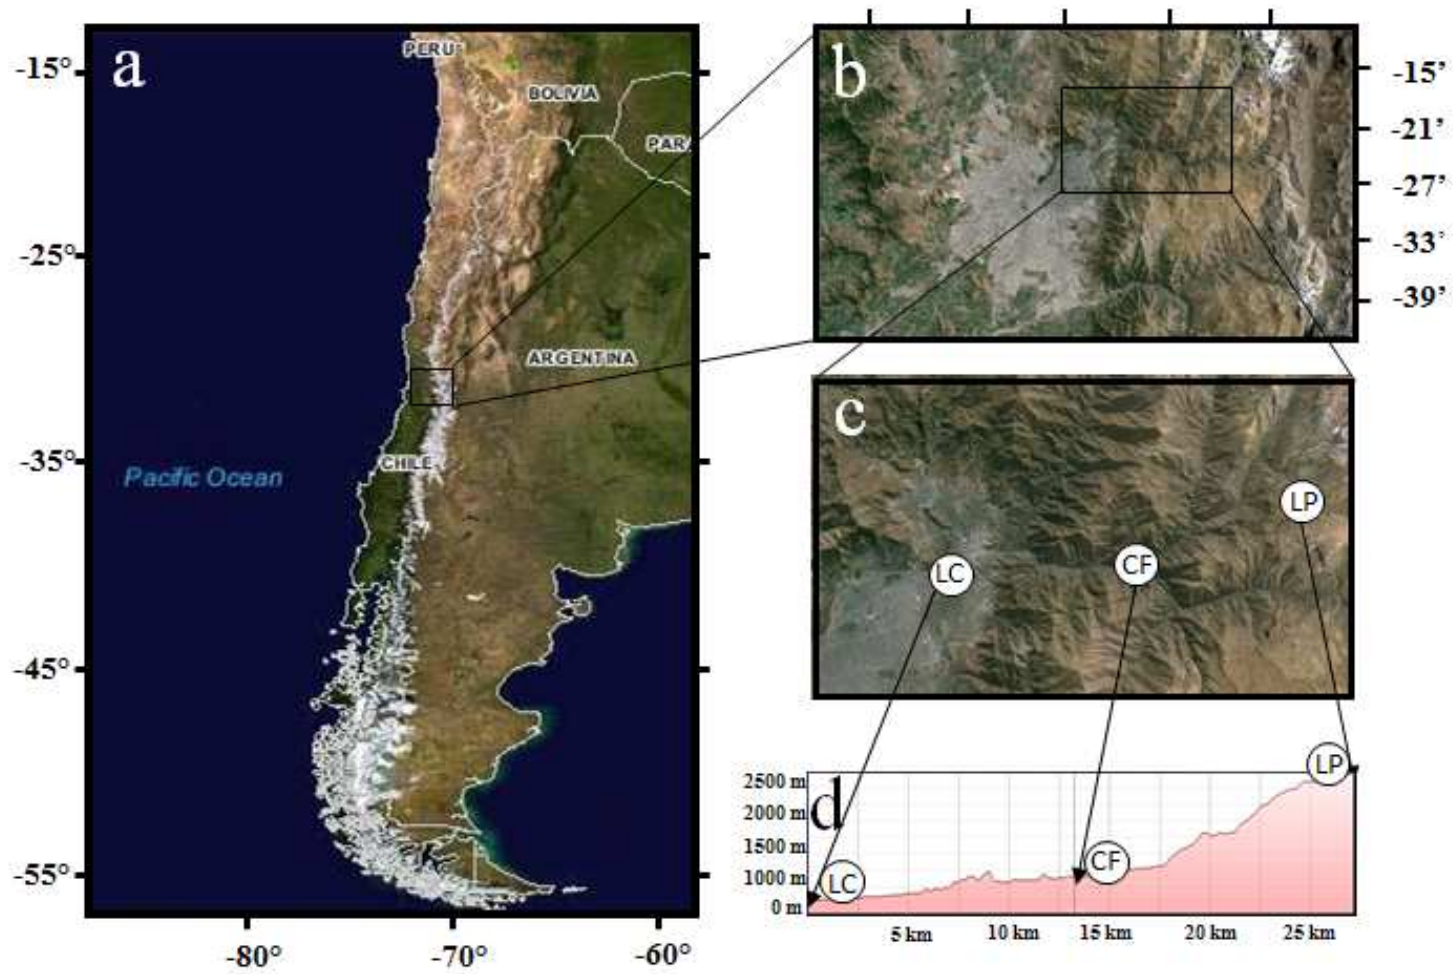 a
PERU
BOLIVIA
PAR
ARGENTINA
CHILE
Pacific Ocean
-15°
-25°
-35°
-45°
-55°
-80°
-70°
-60°
b
-15’
-21’
-27’
-33’
-39’
c
LP
CF
LC
d
2500 m
2000 m
1500 m
1000 m
0 m
LP
CF
LC
5 km
10 km
15 km
20 km
25 km